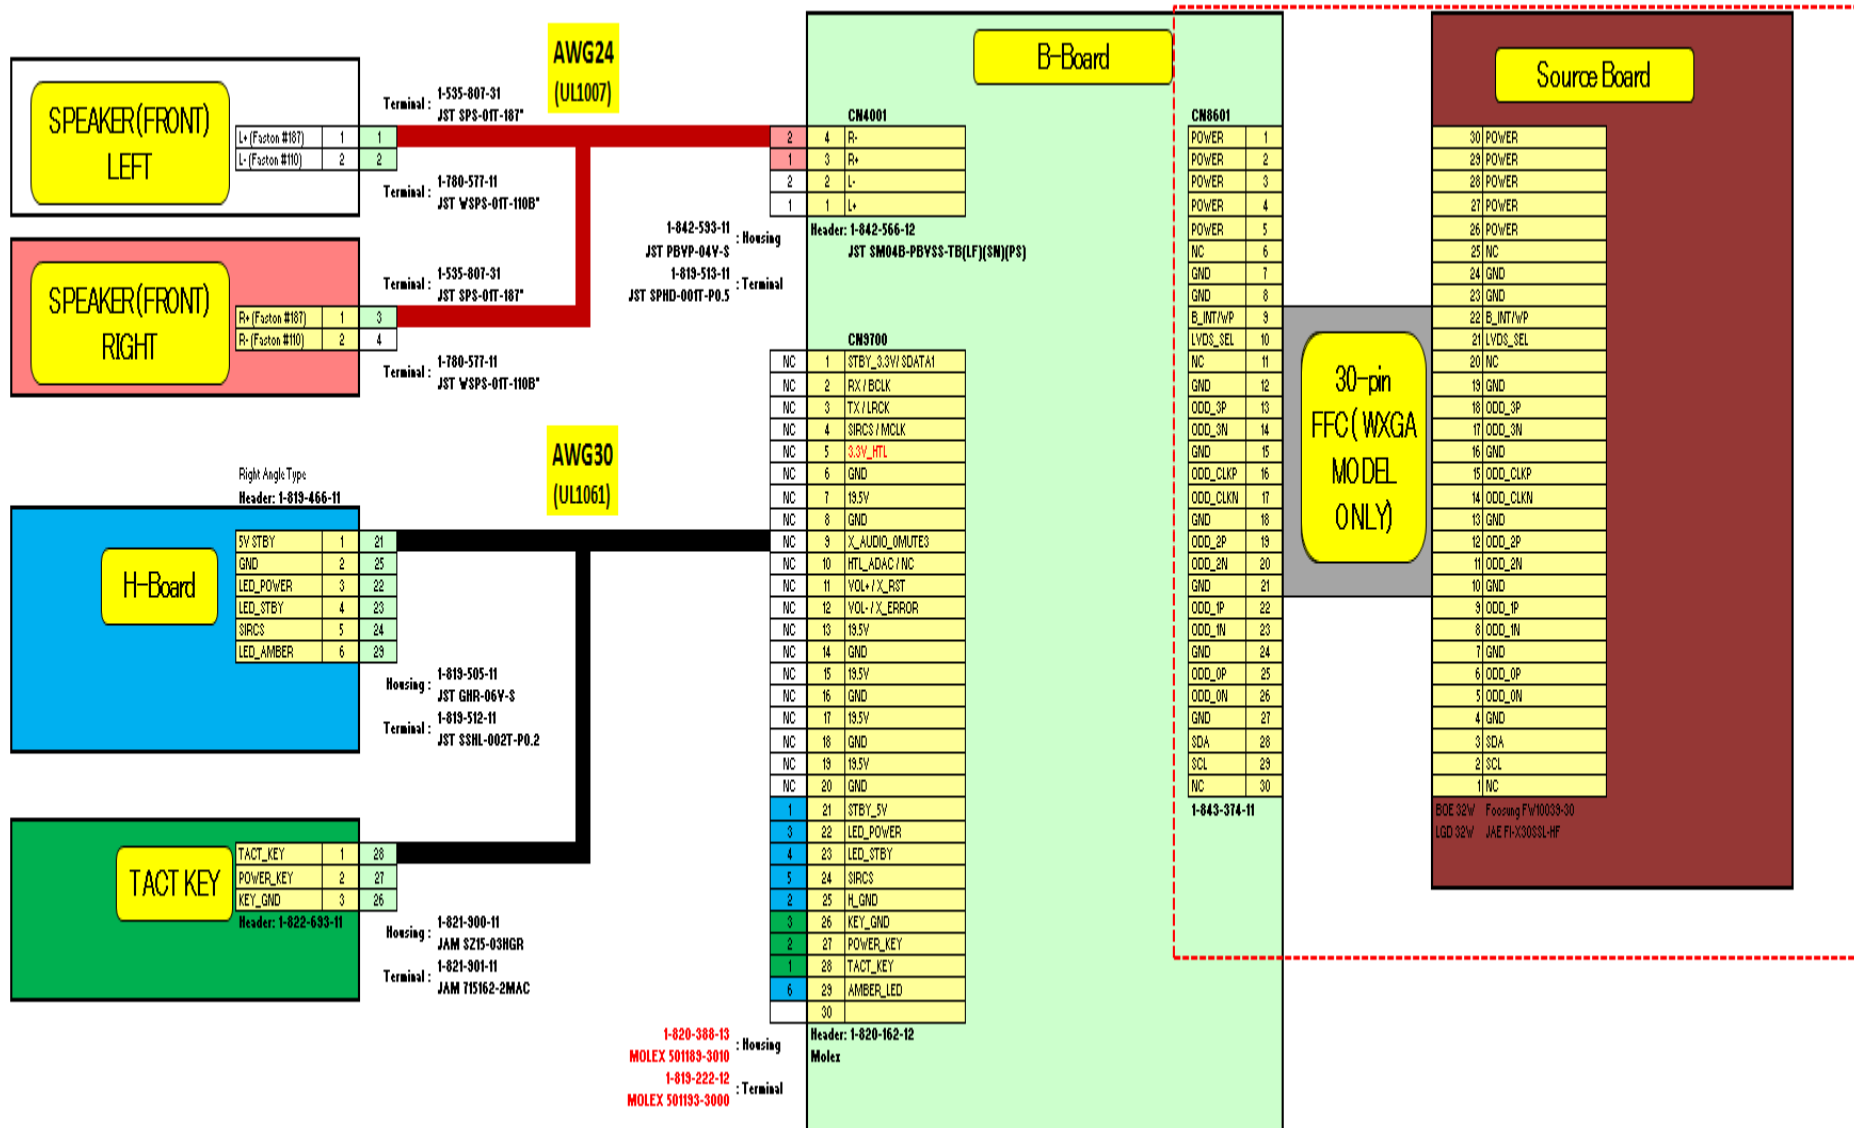 SPEAKER(FRONT)
LEFT
L+ (Faston #187) 1 1
L- (Faston #110) 2 2
Terminal : 1-535-807-31
JST SPS-01T-187"
Terminal : 1-780-577-11
JST WSPS-01T-110B"
AWG24
(UL1007)
SPEAKER(FRONT)
RIGHT
R+ (Faston #187) 1 3
R- (Faston #110) 2 4
Terminal : 1-535-807-31
JST SPS-01T-187"
Terminal : 1-780-577-11
JST WSPS-01T-110B"
AWG30
(UL1061)
Right Angle Type
Header: 1-819-466-11
H-Board
5V STBY 1 21
GND 2 25
LED_POWER 3 22
LED_STBY 4 23
SIRCS 5 24
LED_AMBER 6 29
Housing : 1-819-505-11
JST GHR-06V-S
Terminal : 1-819-512-11
JST SSHL-002T-P0.2
TACT KEY
TACT_KEY 1 28
POWER_KEY 2 27
KEY_GND 3 26
Header: 1-822-693-11
Housing : 1-821-900-11
JAM SZ15-03HGR
Terminal : 1-821-901-11
JAM 715162-2MAC
B-Board
CN4001
2 4 R-
1 3 R+
2 2 L-
1 1 L+
Header: 1-842-566-12
JST SM04B-PBVSS-TB(LF)(SN)(PS)
1-842-593-11
JST PBVP-04V-S : Housing
1-819-513-11
JST SPHD-001T-P0.5 : Terminal
CN9700
NC 1 STBY_3.3V/ SDATA1
NC 2 RX / BCLK
NC 3 TX / LRCK
NC 4 SIRCS / MCLK
NC 5 3.3V_HTL
NC 6 GND
NC 7 19.5V
NC 8 GND
NC 9 X_AUDIO_OMUTE3
NC 10 HTL_ADAC / NC
NC 11 VOL+ / X_RST
NC 12 VOL- / X_ERROR
NC 13 19.5V
NC 14 GND
NC 15 19.5V
NC 16 GND
NC 17 19.5V
NC 18 GND
NC 19 19.5V
NC 20 GND
1 21 STBY_5V
3 22 LED_POWER
4 23 LED_STBY
5 24 SIRCS
2 25 H_GND
3 26 KEY_GND
2 27 POWER_KEY
1 28 TACT_KEY
6 29 AMBER_LED
30
Header: 1-820-162-12
Molex
1-820-388-13
MOLEX 501189-3010 : Housing
1-819-222-12
MOLEX 501193-3000 : Terminal
CN8601
POWER 1
POWER 2
POWER 3
POWER 4
POWER 5
NC 6
GND 7
GND 8
B_INT/WP 9
LVDS_SEL 10
NC 11
GND 12
ODD_3P 13
ODD_3N 14
GND 15
ODD_CLKP 16
ODD_CLKN 17
GND 18
ODD_2P 19
ODD_2N 20
GND 21
ODD_1P 22
ODD_1N 23
GND 24
ODD_0P 25
ODD_0N 26
GND 27
SDA 28
SCL 29
NC 30
1-843-374-11
30-pin
FFC( WXGA
MODEL
ONLY)
Source Board
30 POWER
29 POWER
28 POWER
27 POWER
26 POWER
25 NC
24 GND
23 GND
22 B_INT/WP
21 LVDS_SEL
20 NC
19 GND
18 ODD_3P
17 ODD_3N
16 GND
15 ODD_CLKP
14 ODD_CLKN
13 GND
12 ODD_2P
11 ODD_2N
10 GND
9 ODD_1P
8 ODD_1N
7 GND
6 ODD_0P
5 ODD_0N
4 GND
3 SDA
2 SCL
1 NC
BOE 32W Foosung FW10039-30
LGD 32W JAE FI-X30SSL-HF